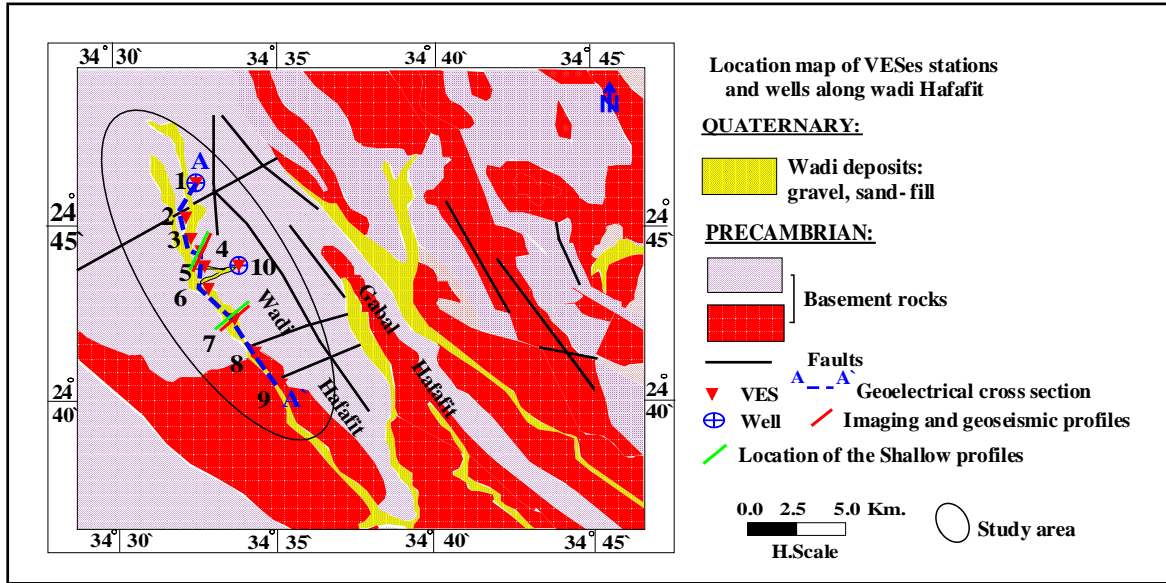 34° 30`
34° 35`
34° 40`
34° 45`
N
24° 45`
24° 45`
24° 40`
24° 40`
A
1
2
3
4
5
10
6
7
8
9
A`
Wadi Hafafit
Gabal Hafafit
34° 30`
34° 35`
34° 40`
34° 45`
Location map of VESes stations
and wells along wadi Hafafit
QUATERNARY:
Wadi deposits:
gravel, sand-fill
PRECAMBRIAN:
Basement rocks
Faults
VES
A A`
Geoelectrical cross section
Well
Imaging and geoseismic profiles
Location of the Shallow profiles
0.0 2.5 5.0 Km.
H.Scale
Study area